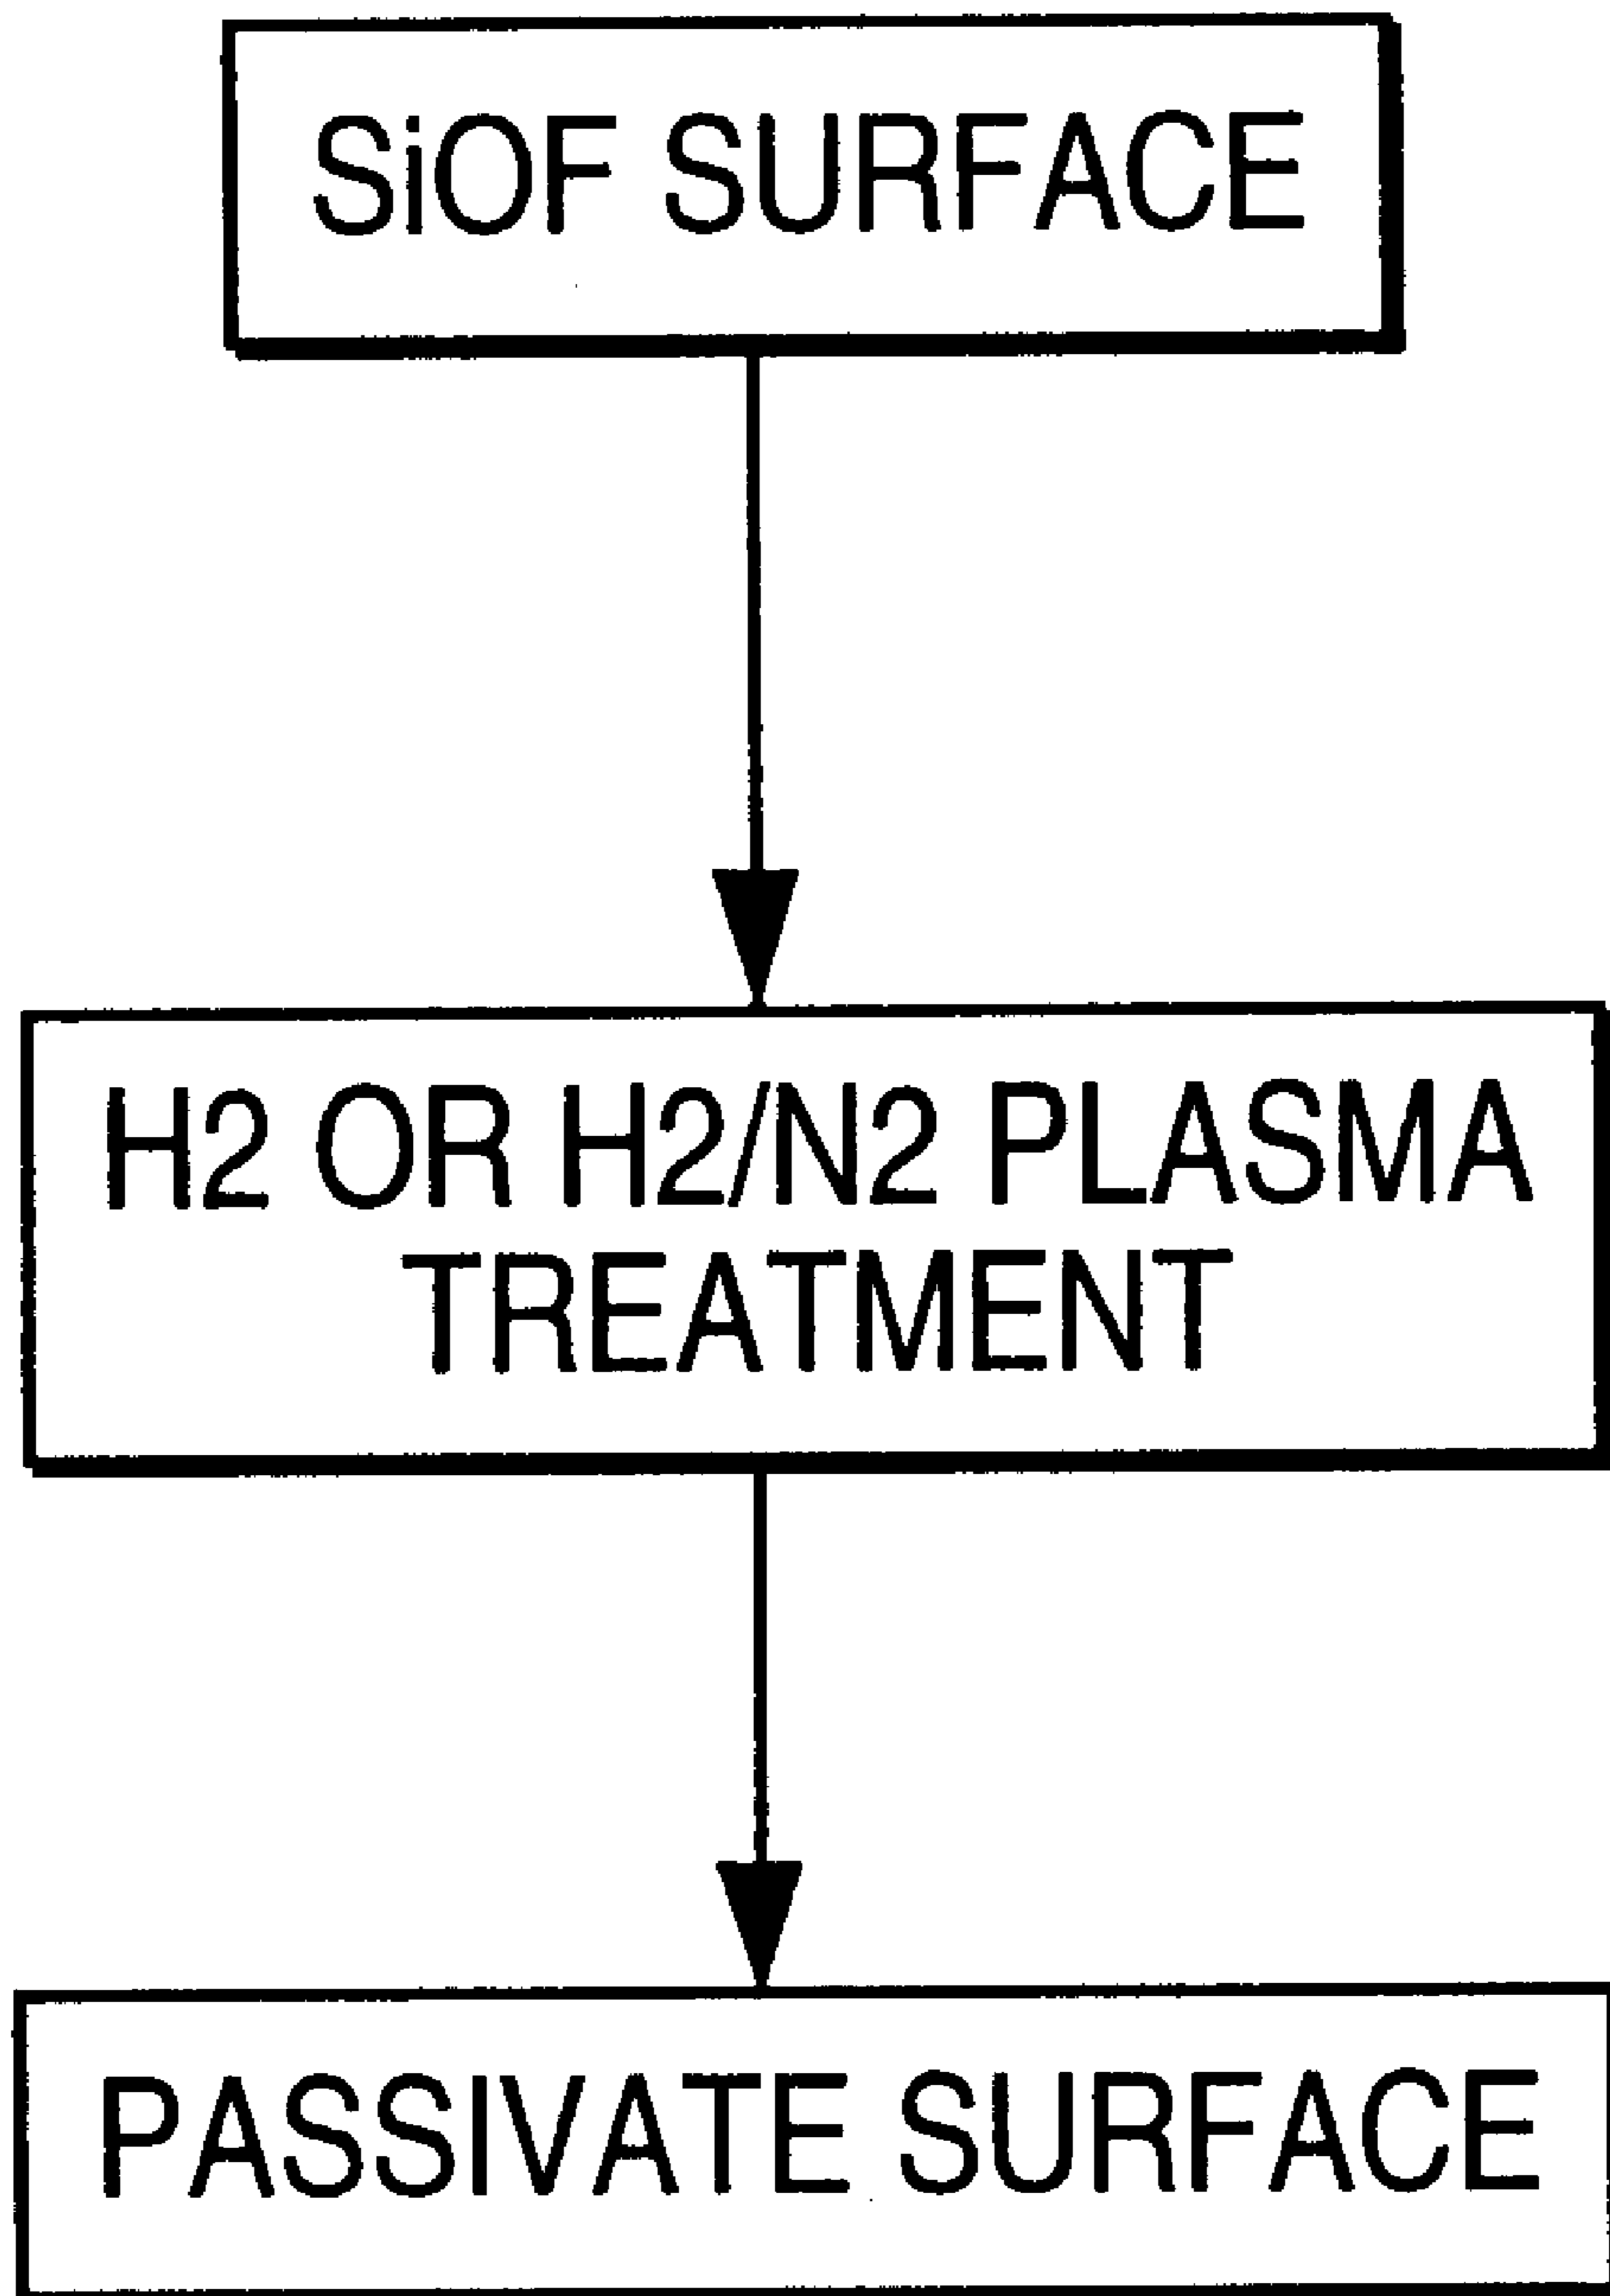 SiOF SURFACE
H2 OR H2/N2 PLASMA
TREATMENT
PASSIVATE SURFACE